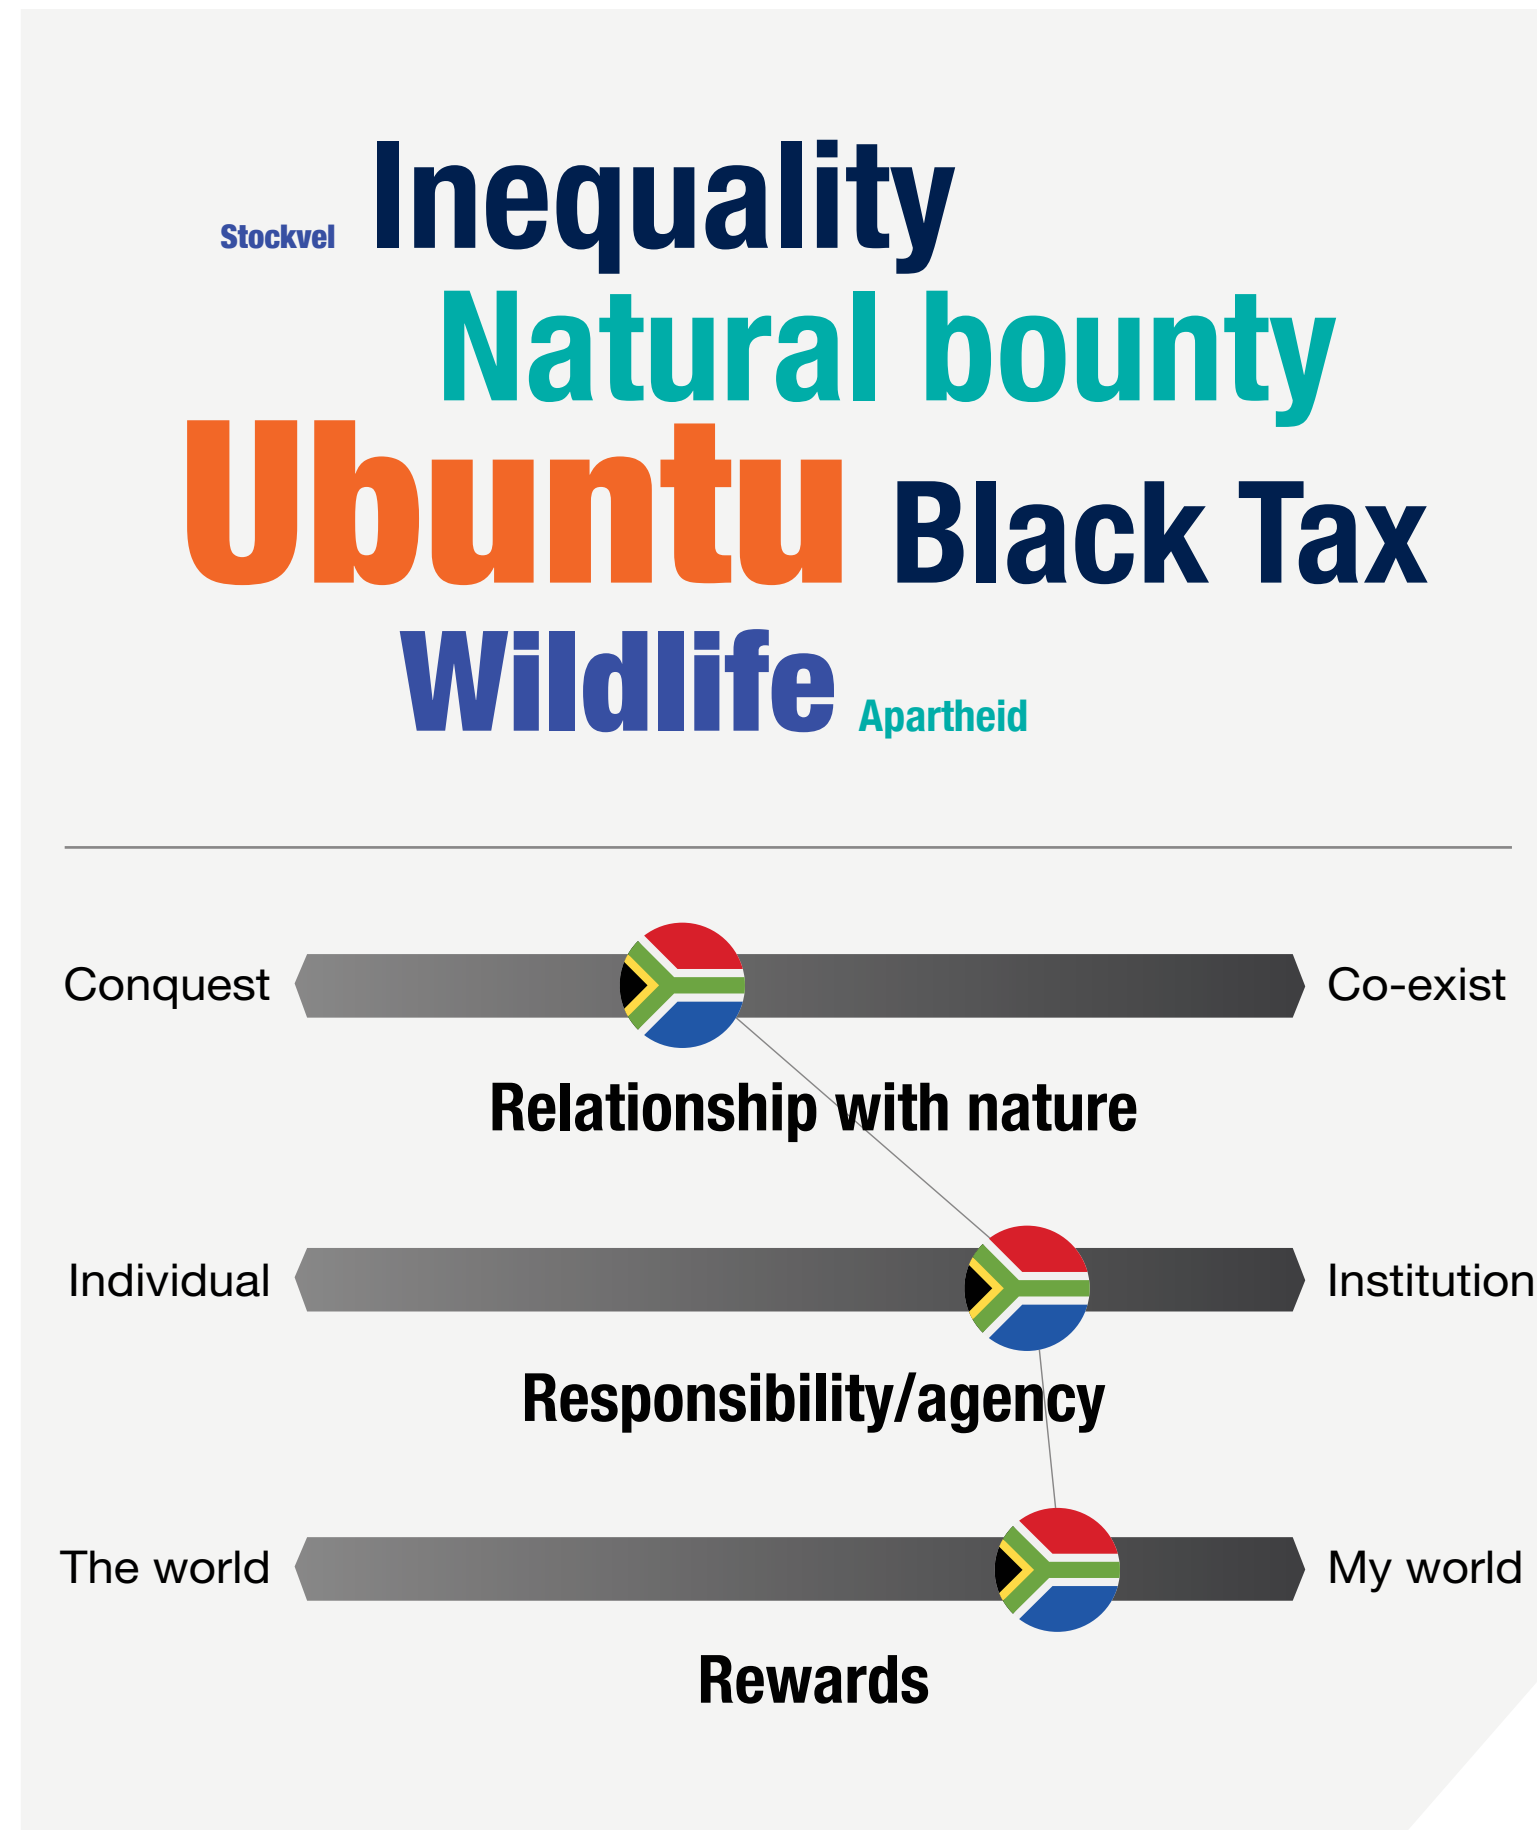 Stockvel Inequality
Natural bounty
Ubuntu Black Tax
Wildlife Apartheid
Conquest Co-exist
Relationship with nature
Individual Institution
Responsibility/agency
The world My world
Rewards